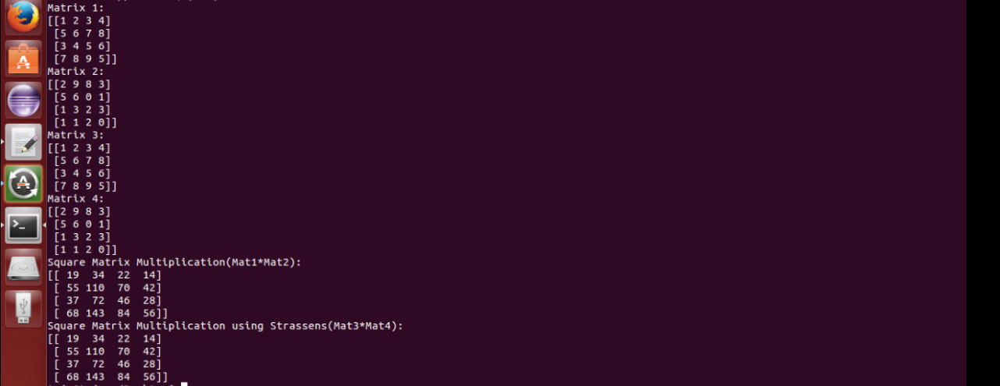 Matrix 1:
[[1 2 3 4]
 [5 6 7 8]
 [3 4 5 6]
 [7 8 9 5]]
Matrix 2:
[[2 9 8 3]
 [5 6 0 1]
 [1 3 2 3]
 [1 1 2 0]]
Matrix 3:
[[1 2 3 4]
 [5 6 7 8]
 [3 4 5 6]
 [7 8 9 5]]
Matrix 4:
[[2 9 8 3]
 [5 6 0 1]
 [1 3 2 3]
 [1 1 2 0]]
Square Matrix Multiplication(Mat1*Mat2):
[[ 19  34  22  14]
 [ 55 110  70  42]
 [ 37  72  46  28]
 [ 68 143  84  56]]
Square Matrix Multiplication using Strassens(Mat3*Mat4):
[[ 19  34  22  14]
 [ 55 110  70  42]
 [ 37  72  46  28]
 [ 68 143  84  56]]